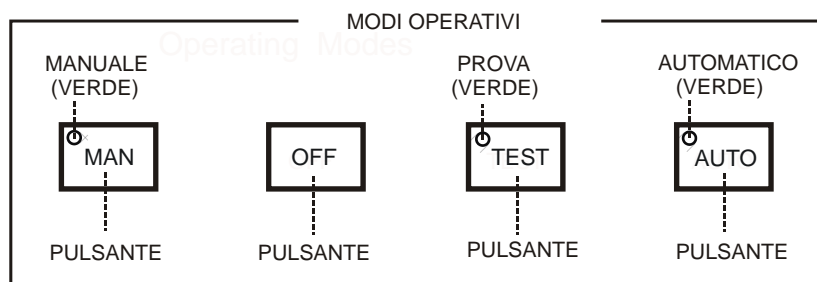 MODI OPERATIVI
Operating Modes
MANUALE
(VERDE)
PROVA
(VERDE)
AUTOMATICO
(VERDE)
MAN
OFF
TEST
AUTO
PULSANTE
PULSANTE
PULSANTE
PULSANTE